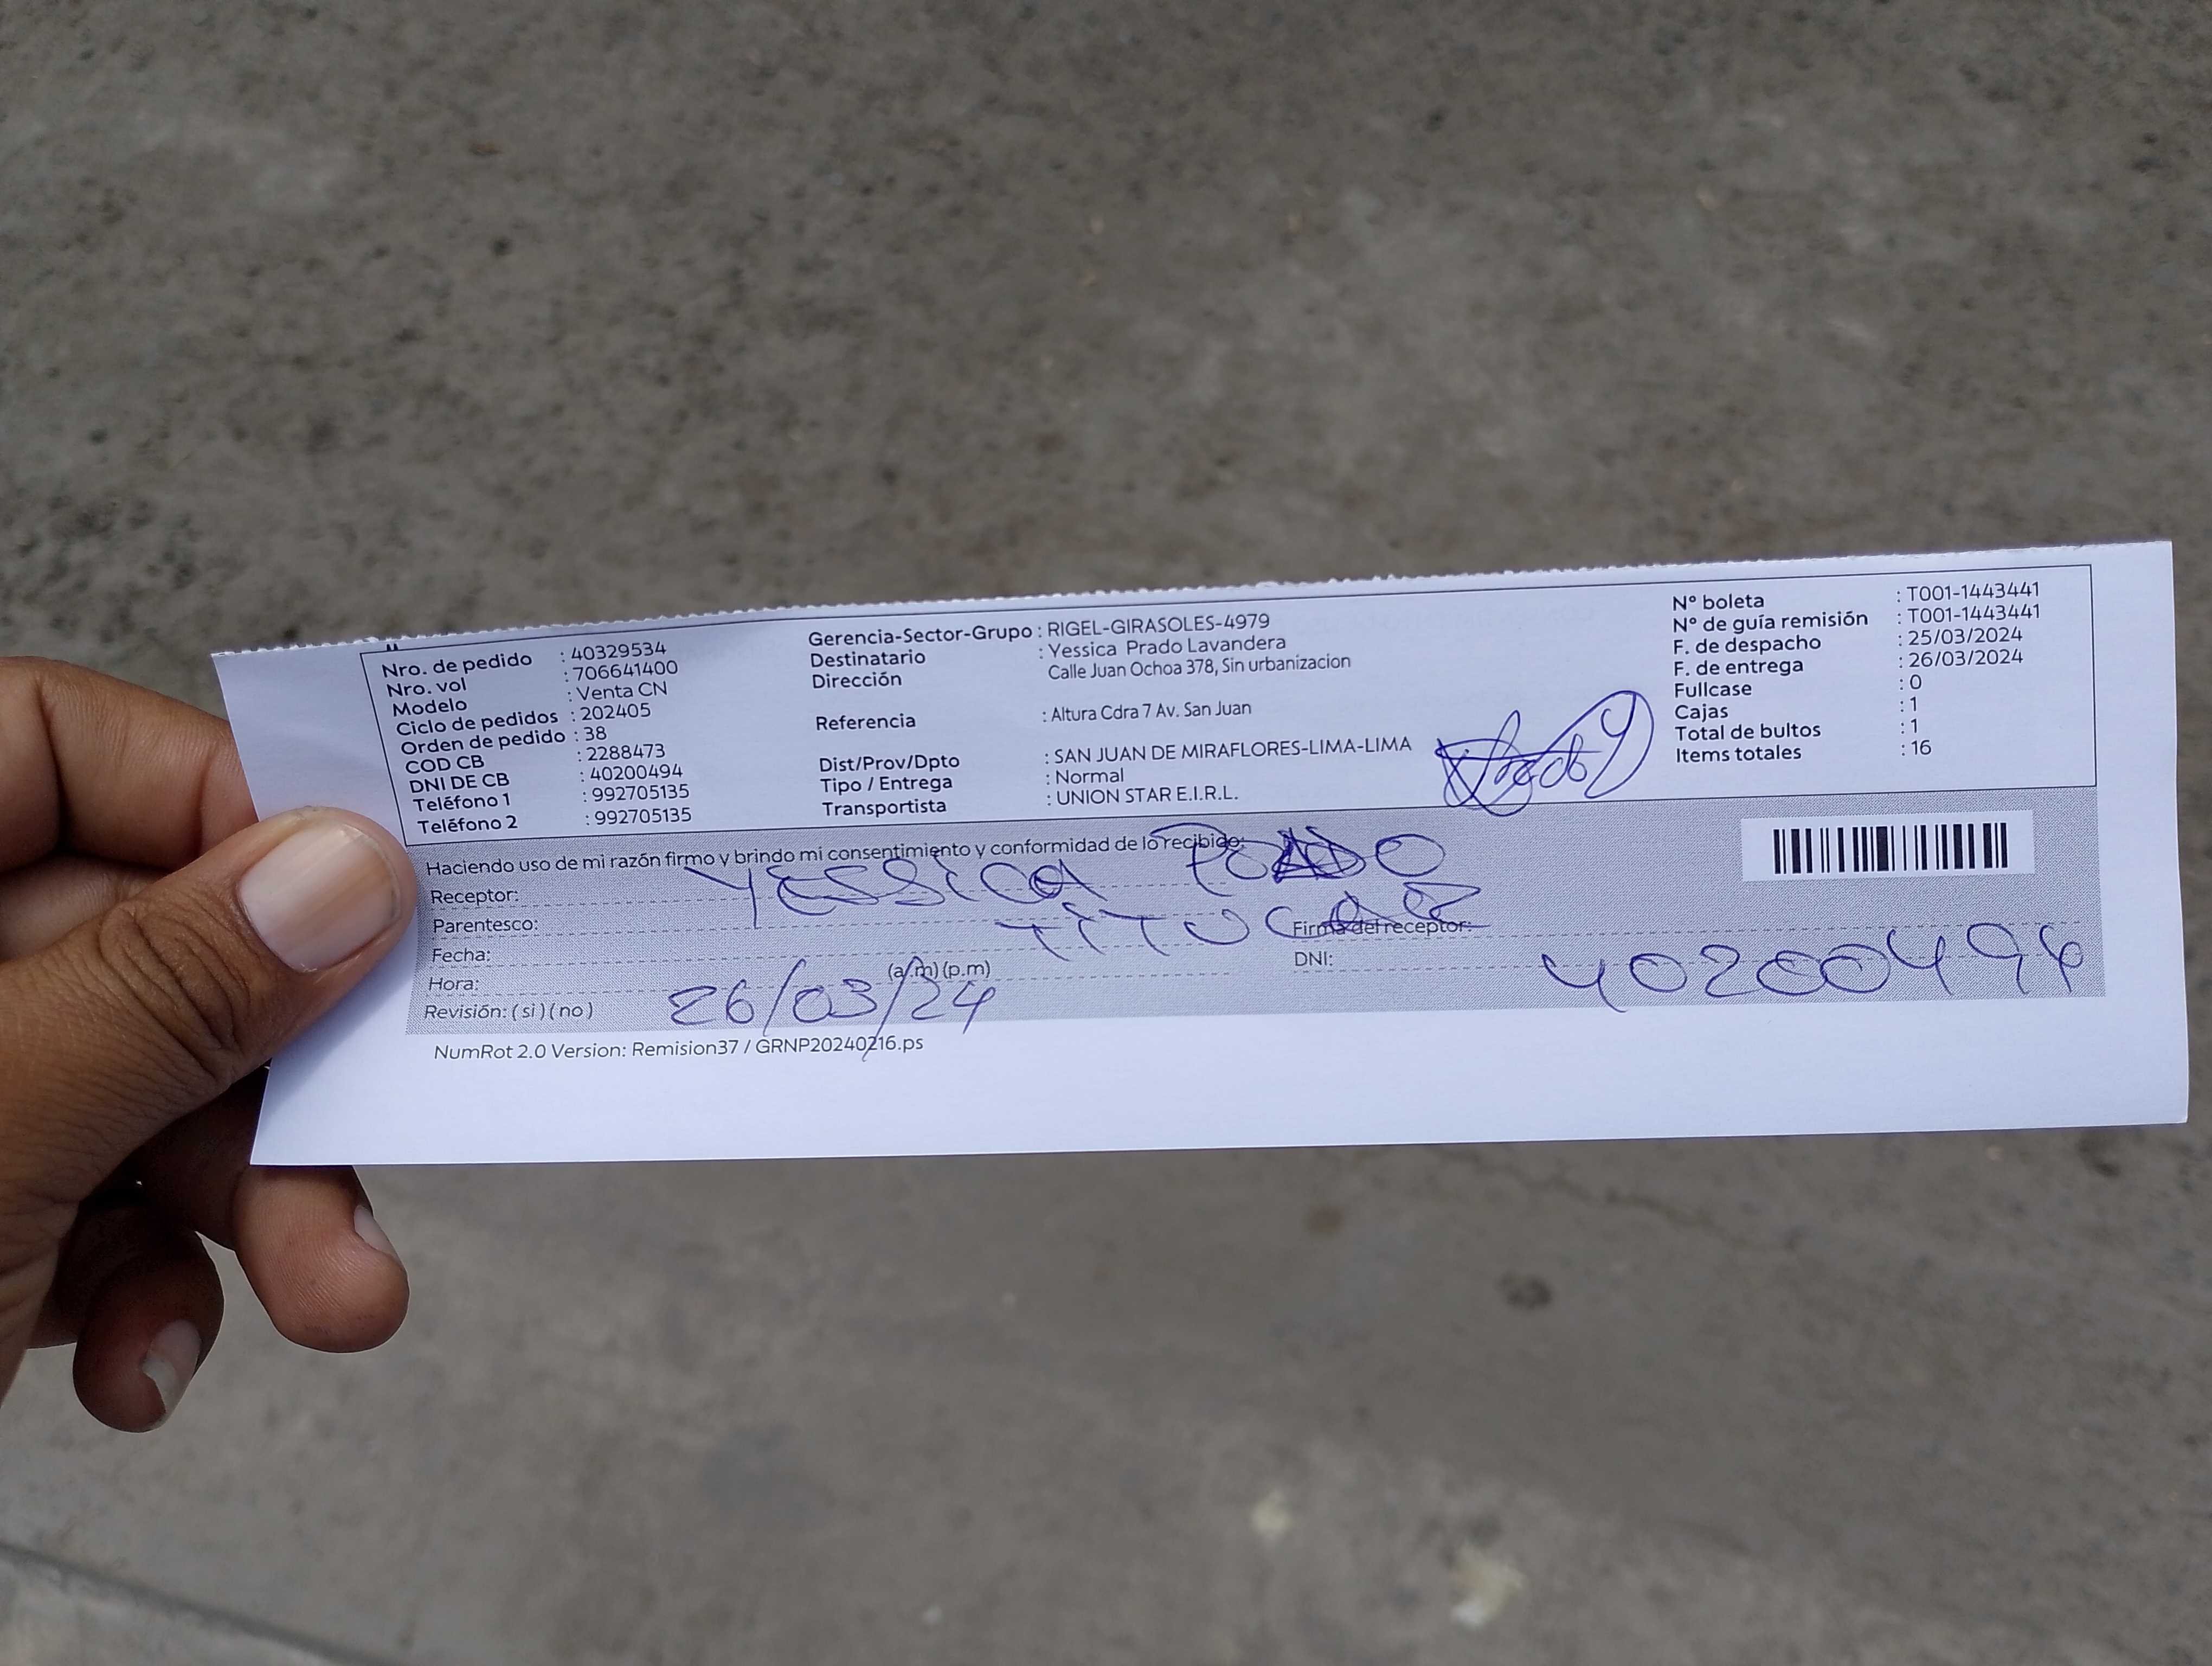 Nro. de pedido : 40329534
Nro. vol : 706641400
Modelo : Venta CN
Ciclo de pedidos : 202405
Orden de pedido : 38
COD CB : 2288473
DNI DE CB : 40200494
Teléfono 1 : 992705135
Teléfono 2 : 992705135
Gerencia-Sector-Grupo : RIGEL-GIRASOLES-4979
Destinatario : Yessica Prado Lavandera
Dirección Calle Juan Ochoa 378, Sin urbanizacion
Referencia : Altura Cdra 7 Av. San Juan
Dist/Prov/Dpto : SAN JUAN DE MIRAFLORES-LIMA-LIMA
Tipo / Entrega : Normal
Transportista : UNION STAR E.I.R.L.
N° boleta : T001-1443441
N° de guía remisión : T001-1443441
F. de despacho : 25/03/2024
F. de entrega : 26/03/2024
Fullcase : 0
Cajas : 1
Total de bultos : 1
Items totales : 16
Haciendo uso de mi razón firmo y brindo mi consentimiento y conformidad de lo recibido:
Receptor: YESSICA
Parentesco: TITULAR
Fecha: Firma del receptor:
Hora: (a.m) (p.m) DNI: 40200494
Revisión: ( si ) ( no ) 26/03/24
NumRot 2.0 Version: Remision37 / GRNP20240216.ps